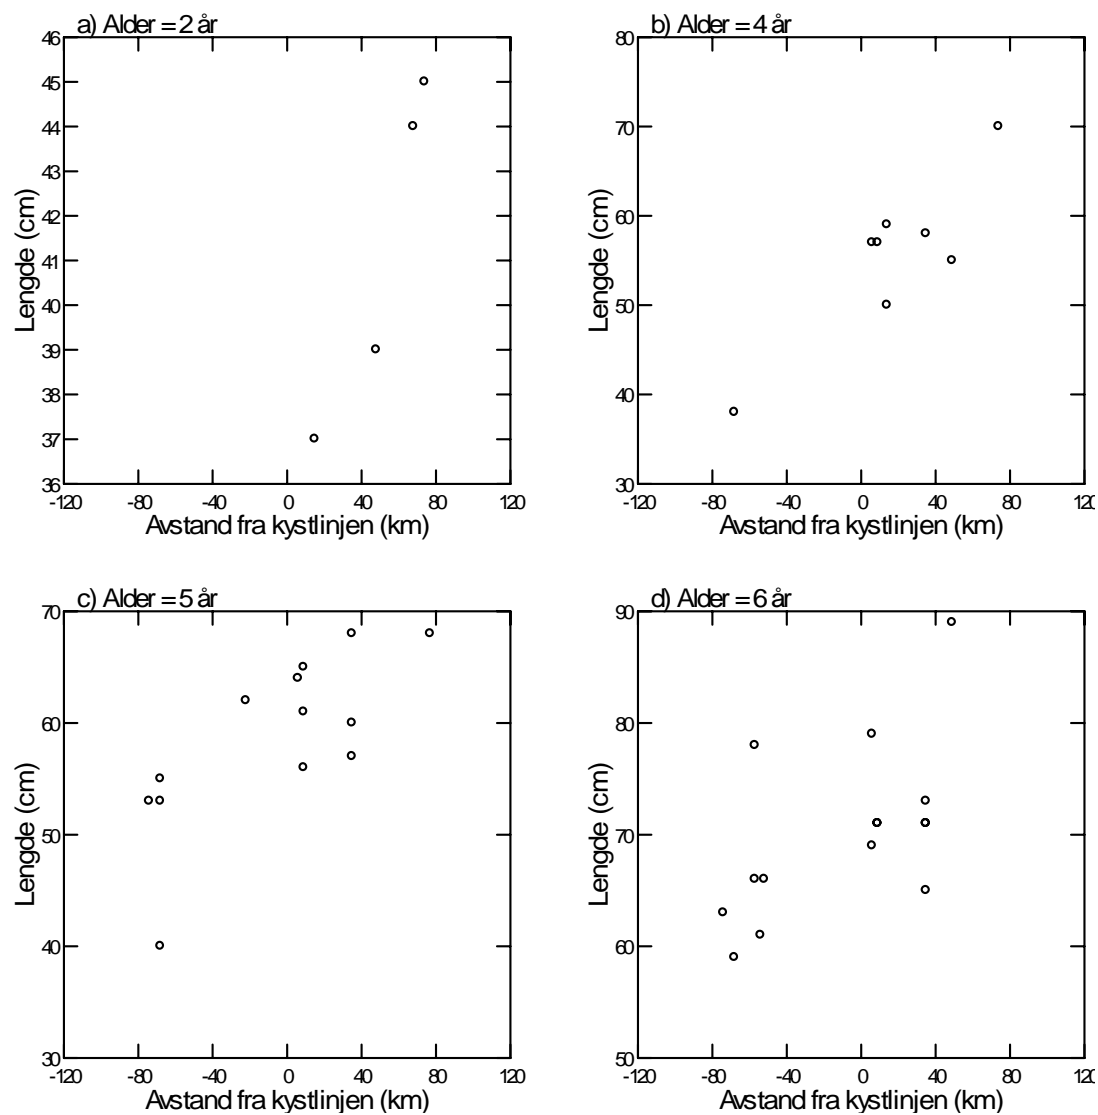 a) Alder = 2 år
46
45
44
43
42
41
40
39
38
37
36
Lengde (cm)
-120 -80 -40 0 40 80 120
Avstand fra kystlinjen (km)
b) Alder = 4 år
80
70
60
50
40
30
Lengde (cm)
-120 -80 -40 0 40 80 120
Avstand fra kystlinjen (km)
c) Alder = 5 år
70
60
50
40
30
Lengde (cm)
-120 -80 -40 0 40 80 120
Avstand fra kystlinjen (km)
d) Alder = 6 år
90
80
70
60
50
Lengde (cm)
-120 -80 -40 0 40 80 120
Avstand fra kystlinjen (km)